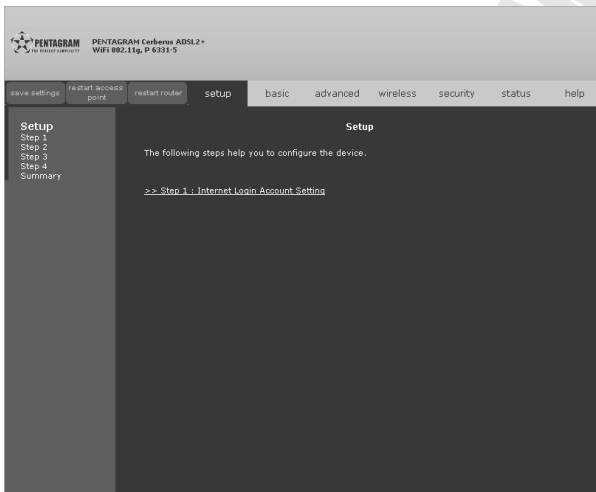 PENTAGRAM
THE PERFECT SIMPLICITY
PENTAGRAM Cerberus ADSL2+
WiFi 802.11g, P 6331-5
save settings
restart access point
restart router
setup
basic
advanced
wireless
security
status
help
Setup
Step 1
Step 2
Step 3
Step 4
Summary
Setup
The following steps help you to configure the device.
>> Step 1 : Internet Login Account Setting